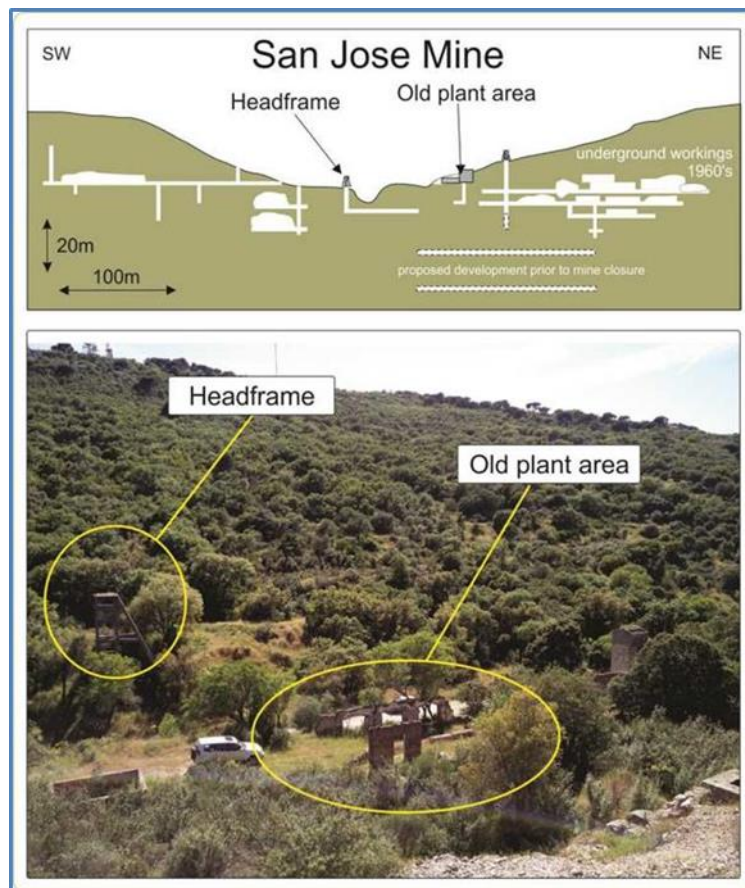 SW
San Jose Mine
NE
Headframe
Old plant area
underground workings
1960's
20m
100m
proposed development prior to mine closure
Headframe
Old plant area